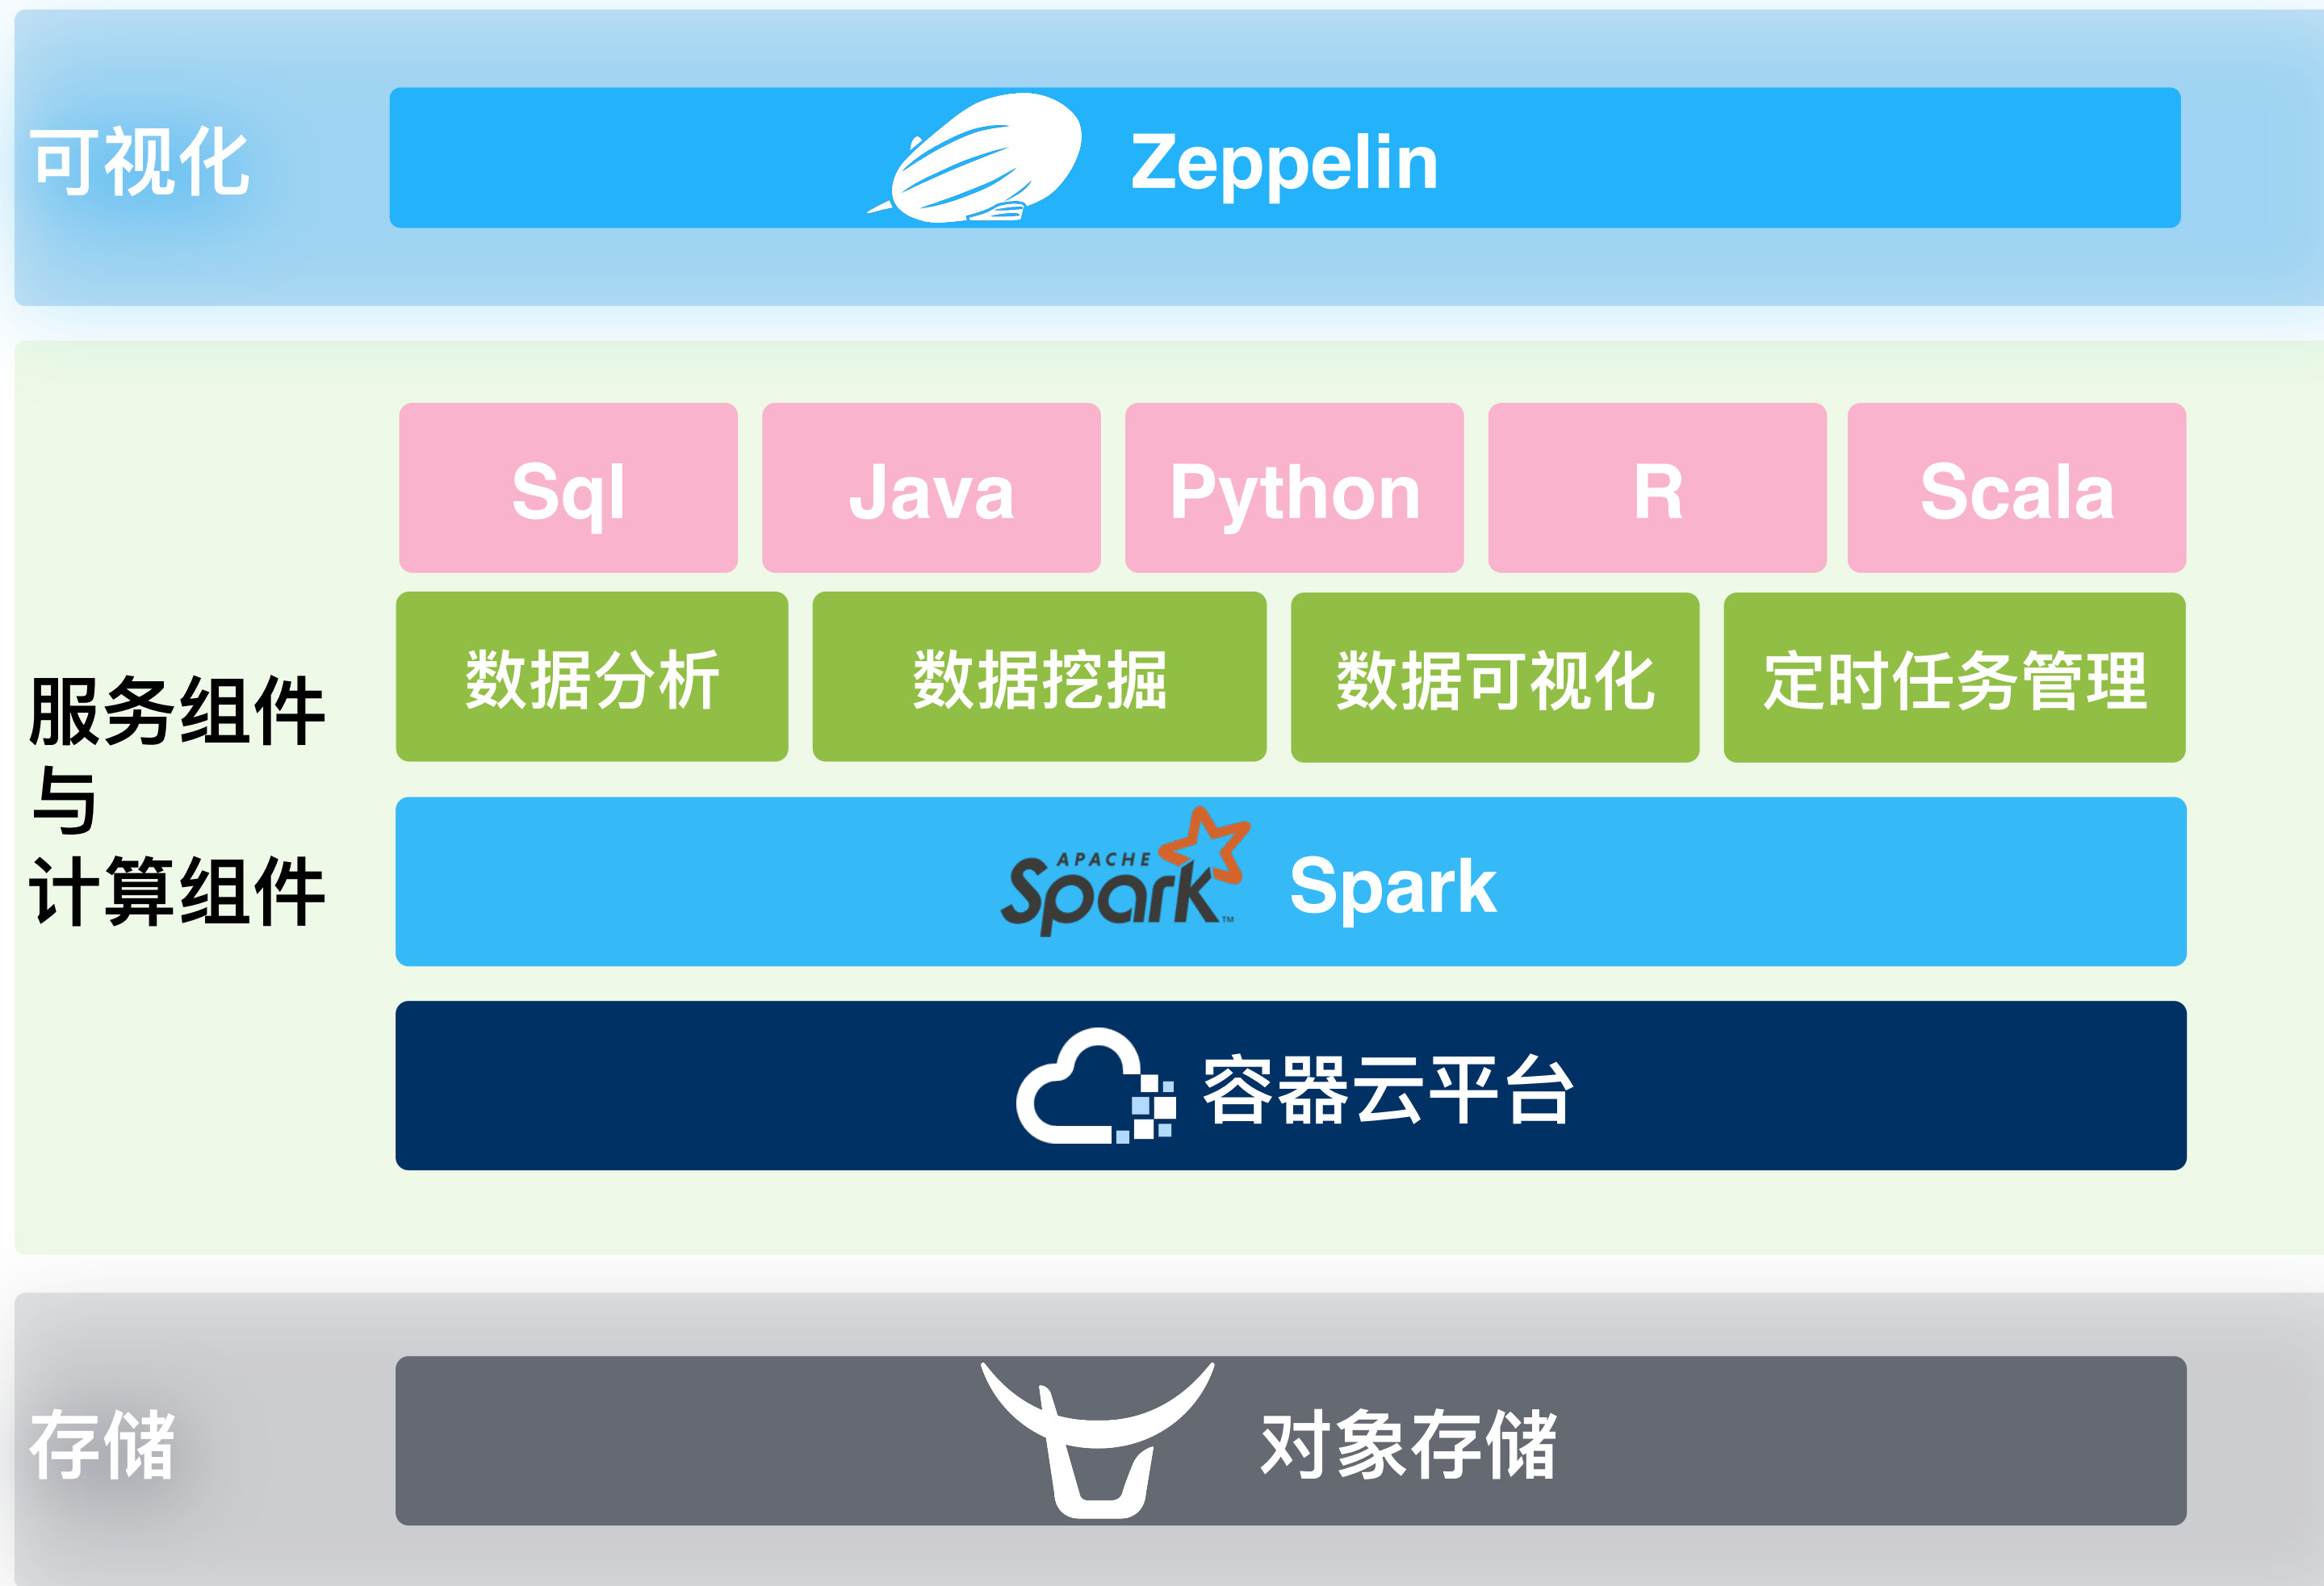 可视化
Zeppelin
Sql
Java
Python
R
Scala
数据分析
数据挖掘
数据可视化
定时任务管理
服务组件
与
计算组件
APACHE
Spark™
Spark
容器云平台
存储
对象存储